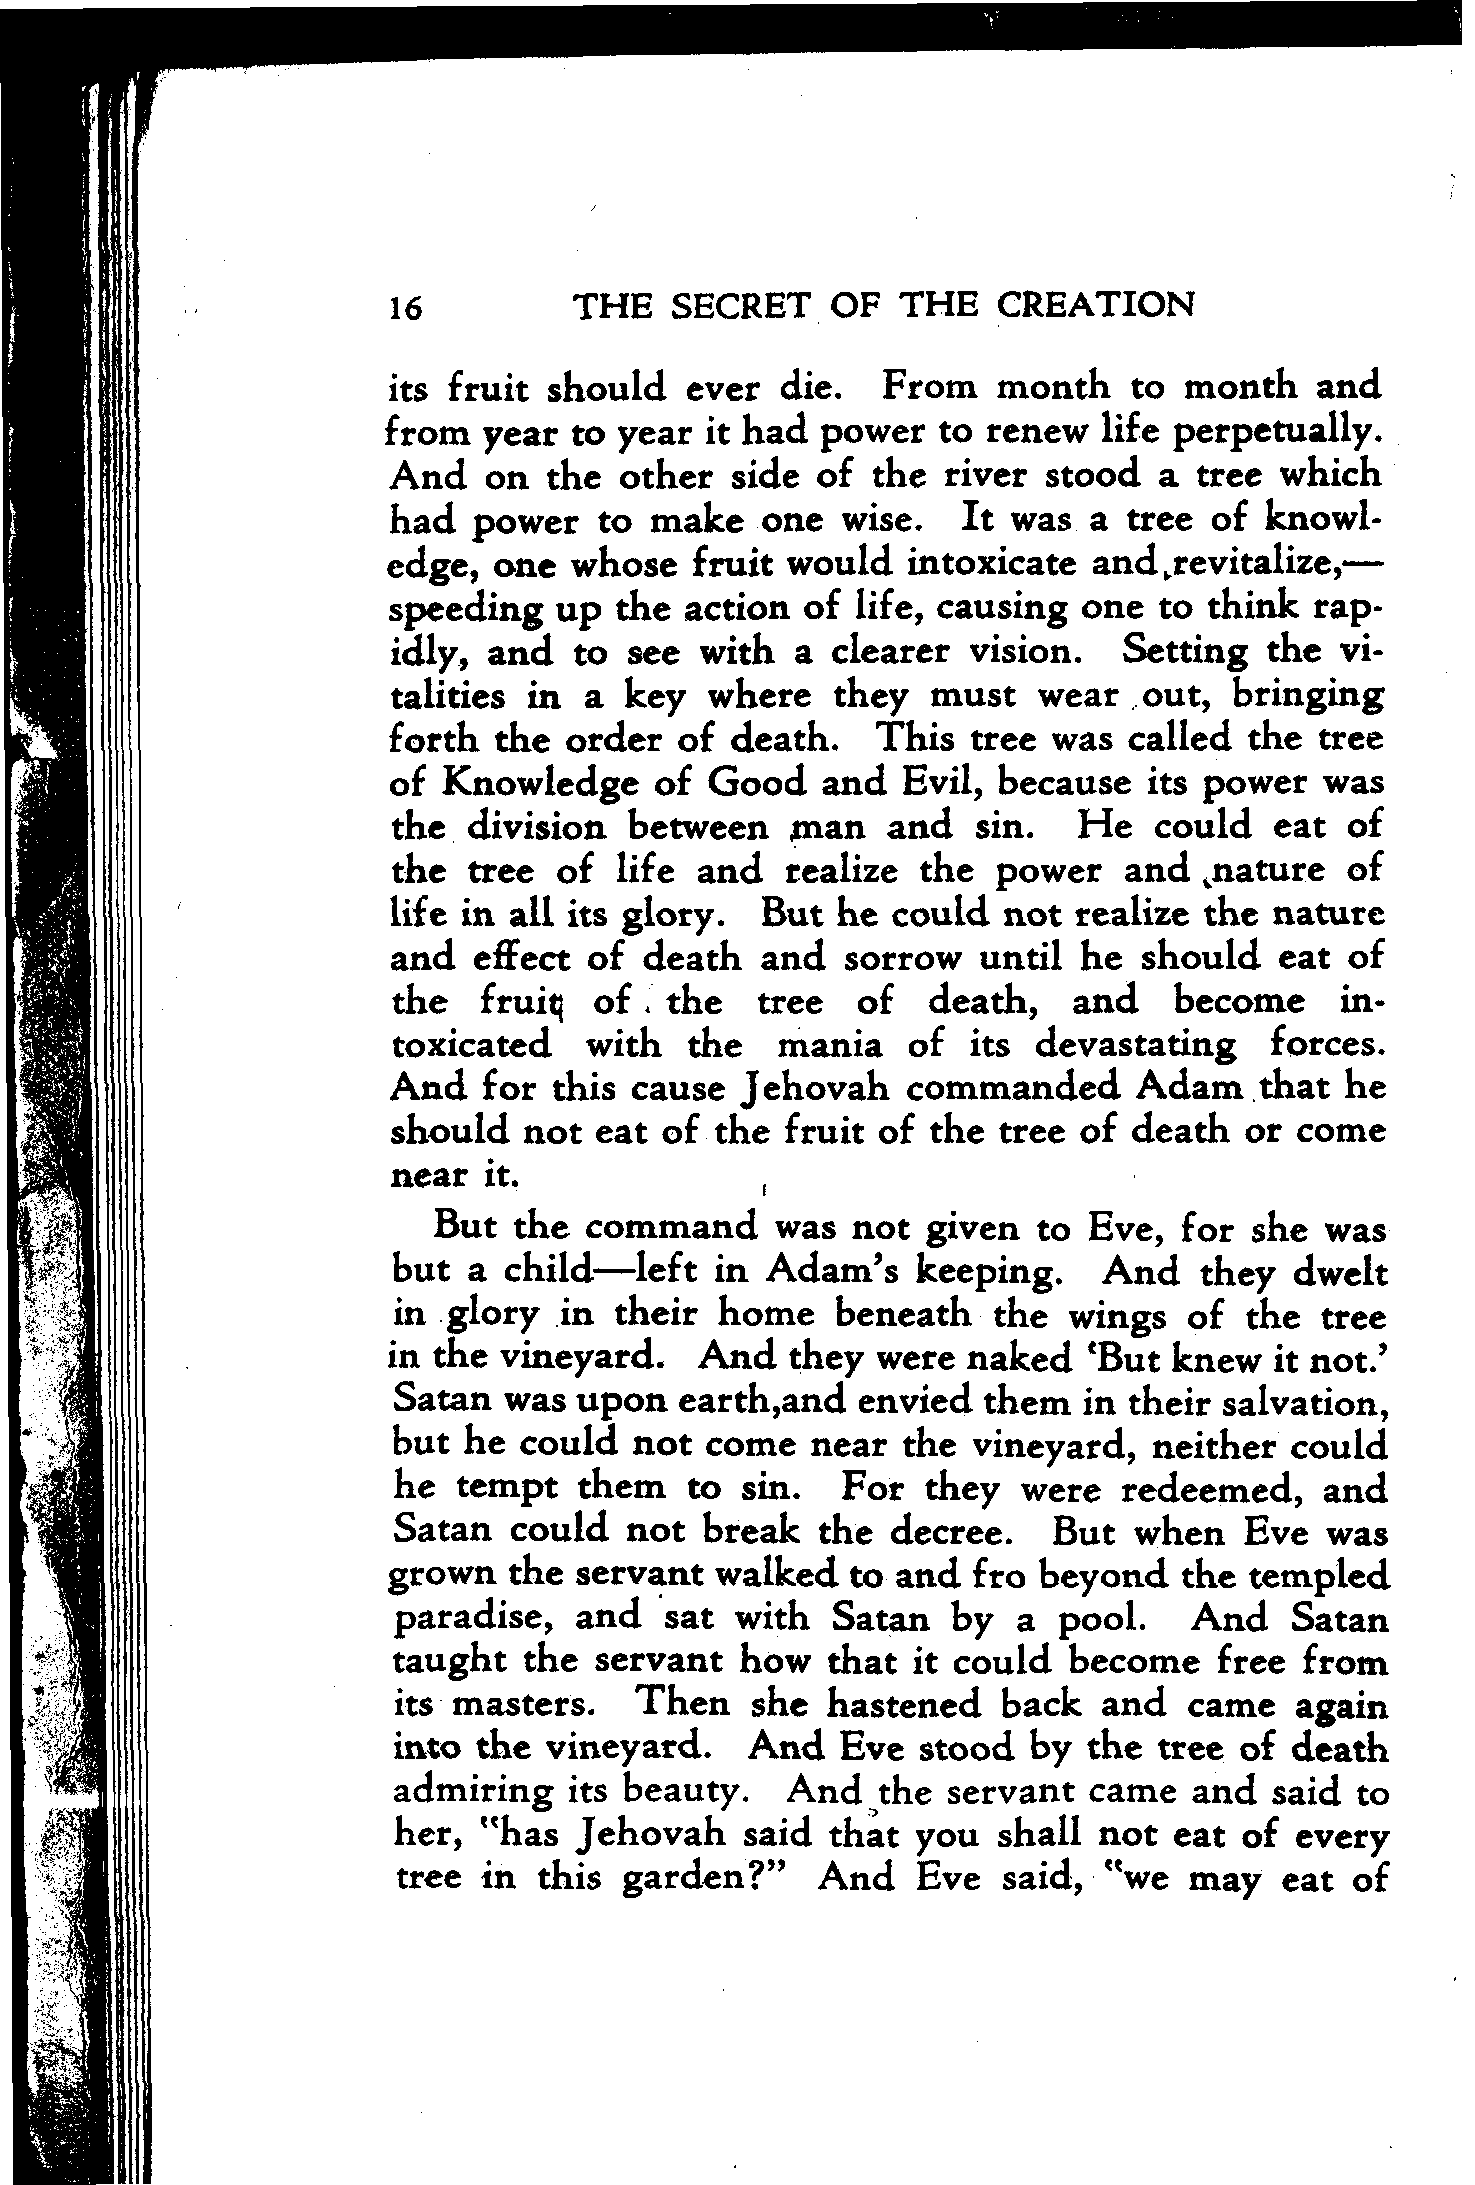 16 THE SECRET OF THE CREATION
its fruit should ever die. From month to month and
from year to year it had power to renew life perpetually.
And on the other side of the river stood a tree which
had power to make one wise. It was a tree of knowl-
edge, one whose fruit would intoxicate and revitalize,—
speeding up the action of life, causing one to think rap-
idly, and to see with a clearer vision. Setting the vi-
talities in a key where they must wear out, bringing
forth the order of death. This tree was called the tree
of Knowledge of Good and Evil, because its power was
the division between man and sin. He could eat of
the tree of life and realize the power and nature of
life in all its glory. But he could not realize the nature
and effect of death and sorrow until he should eat of
the fruit of the tree of death, and become in-
toxicated with the mania of its devastating forces.
And for this cause Jehovah commanded Adam that he
should not eat of the fruit of the tree of death or come
near it.
But the command was not given to Eve, for she was
but a child—left in Adam's keeping. And they dwelt
in glory in their home beneath the wings of the tree
in the vineyard. And they were naked 'But knew it not.'
Satan was upon earth,and envied them in their salvation,
but he could not come near the vineyard, neither could
he tempt them to sin. For they were redeemed, and
Satan could not break the decree. But when Eve was
grown the servant walked to and fro beyond the templed
paradise, and sat with Satan by a pool. And Satan
taught the servant how that it could become free from
its masters. Then she hastened back and came again
into the vineyard. And Eve stood by the tree of death
admiring its beauty. And the servant came and said to
her, "has Jehovah said that you shall not eat of every
tree in this garden?" And Eve said, "we may eat of